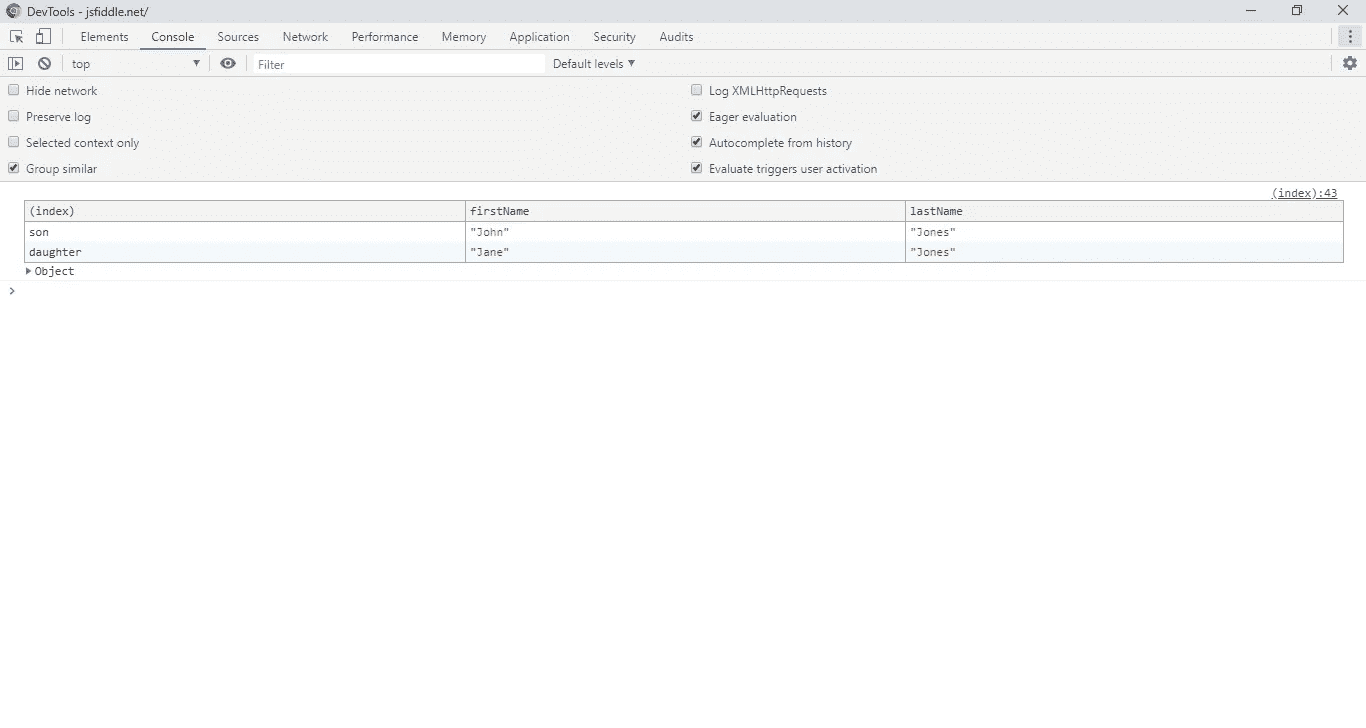 DevTools - jsfiddle.net/
Elements Console Sources Network Performance Memory Application Security Audits
top Filter Default levels
Hide network Log XMLHttpRequests
Preserve log Eager evaluation
Selected context only Autocomplete from history
Group similar Evaluate triggers user activation
(index):43
(index) firstName lastName
son "John" "Jones"
daughter "Jane" "Jones"
Object
>